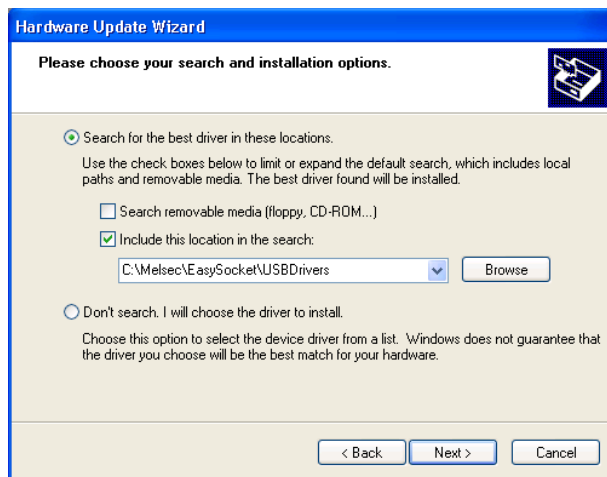 Hardware Update Wizard
Please choose your search and installation options.
Search for the best driver in these locations.
Use the check boxes below to limit or expand the default search, which includes local
paths and removable media. The best driver found will be installed.
Search removable media (floppy, CD-ROM...)
Include this location in the search:
C:\Melsec\EasySocket\USBDrivers
Browse
Don't search. I will choose the driver to install.
Choose this option to select the device driver from a list. Windows does not guarantee that
the driver you choose will be the best match for your hardware.
< Back
Next >
Cancel